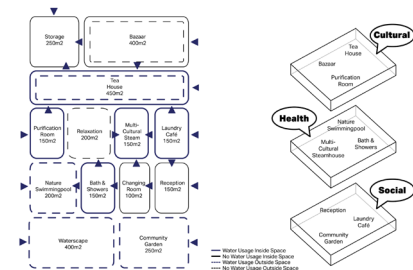 Storage
250m2
Bazaar
400m2
Tea
House
450m2
Purification
Room
150m2
Relaxation
200m2
Multi-
Cultural
Steam
150m2
Laundry
Café
150m2
Nature
Swimmingpool
200m2
Bath &
Showers
150m2
Changing
Room
100m2
Reception
150m2
Waterscape
400m2
Community
Garden
250m2
Water Usage Inside Space
No Water Usage Inside Space
Water Usage Outside Space
No Water Usage Outside Space
Cultural
Tea
House
Bazaar
Purification
Room
Health
Nature
Swimmingpool
Multi-
Cultural
Steamhouse
Bath &
Showers
Social
Reception
Laundry
Café
Community
Garden